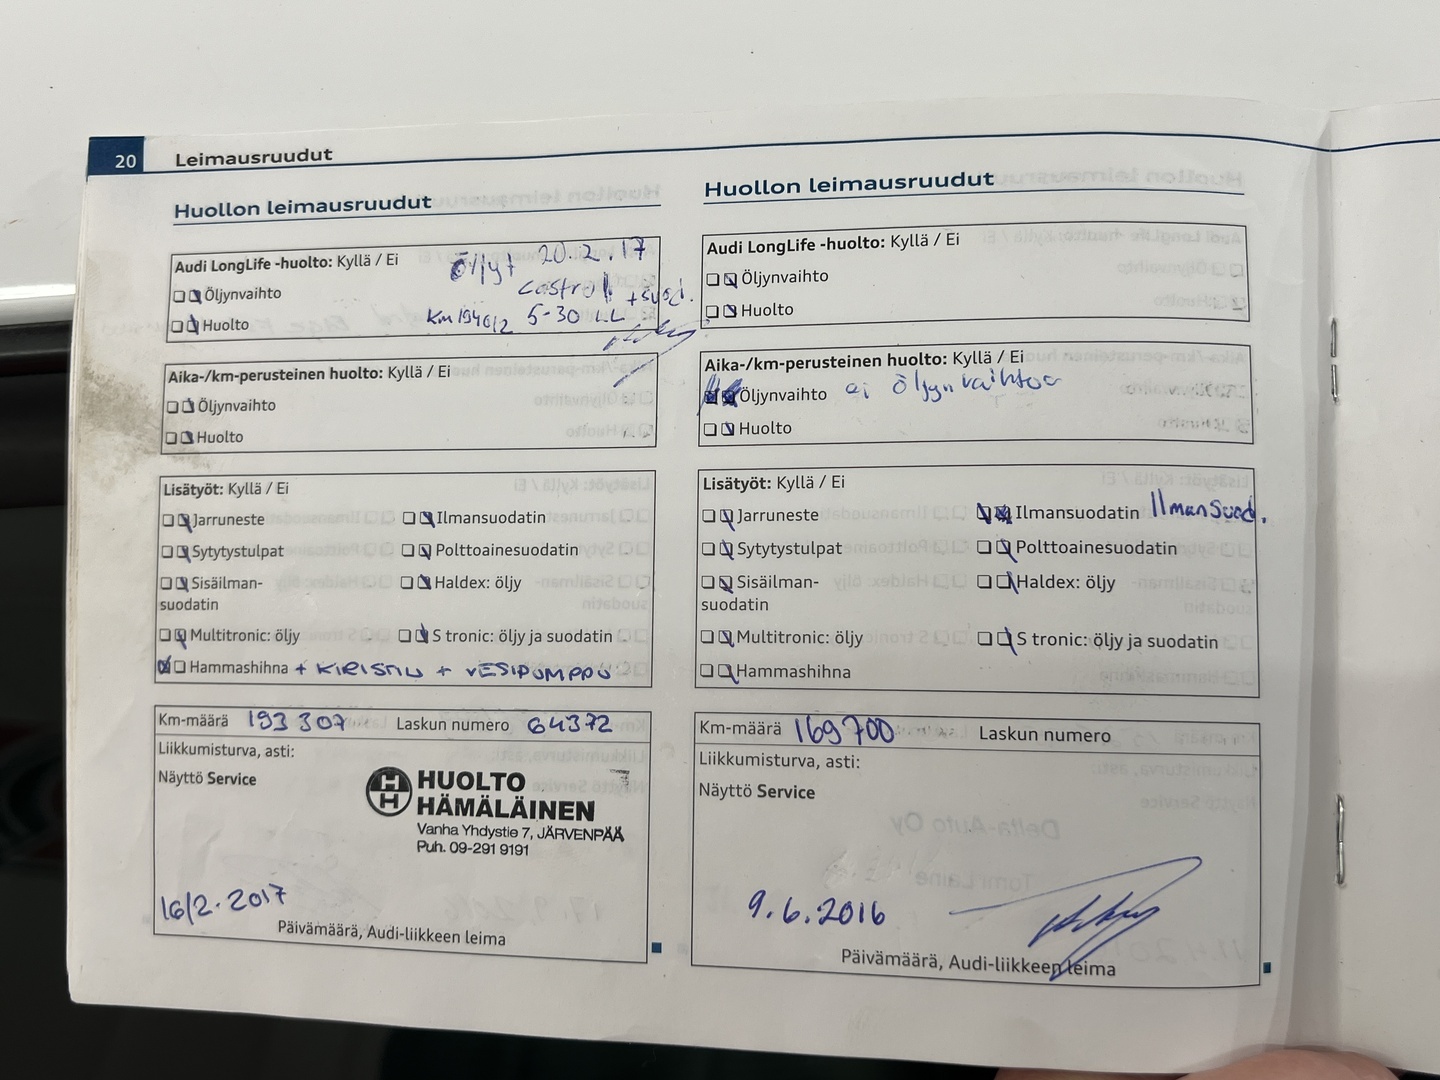 20 Leimausruudut
Huollon leimausruudut
Audi LongLife -huolto: Kyllä / Ei
Öljyt 20.2.17
Öljynvaihto
castrol +suod.
Huolto
Km 194612 5-30 LL
Aika-/km-perusteinen huolto: Kyllä / Ei
Öljynvaihto
Huolto
Lisätyöt: Kyllä / Ei
Jarruneste
Ilmansuodatin
Sytytystulpat
Polttoainesuodatin
Sisäilman-
suodatin
Haldex: öljy
Multitronic: öljy
S tronic: öljy ja suodatin
Hammashihna + KIRISTIN + VESIPUMPPU
Km-määrä 193 307 Laskun numero 64372
Liikkumisturva, asti:
Näyttö Service
HUOLTO
HÄMÄLÄINEN
Vanha Yhdystie 7, JÄRVENPÄÄ
Puh. 09-291 9191
16/2.2017
Päivämäärä, Audi-liikkeen leima
Huollon leimausruudut
Audi LongLife -huolto: Kyllä / Ei
Öljynvaihto
Huolto
Aika-/km-perusteinen huolto: Kyllä / Ei
Öljynvaihto ei öljynvaihtoa
Huolto
Lisätyöt: Kyllä / Ei
Jarruneste
Ilmansuodatin Ilmansuod.
Sytytystulpat
Polttoainesuodatin
Sisäilman-
suodatin
Haldex: öljy
Multitronic: öljy
S tronic: öljy ja suodatin
Hammashihna
Km-määrä 169700 Laskun numero
Liikkumisturva, asti:
Näyttö Service
9.6.2016
Päivämäärä, Audi-liikkeen leima